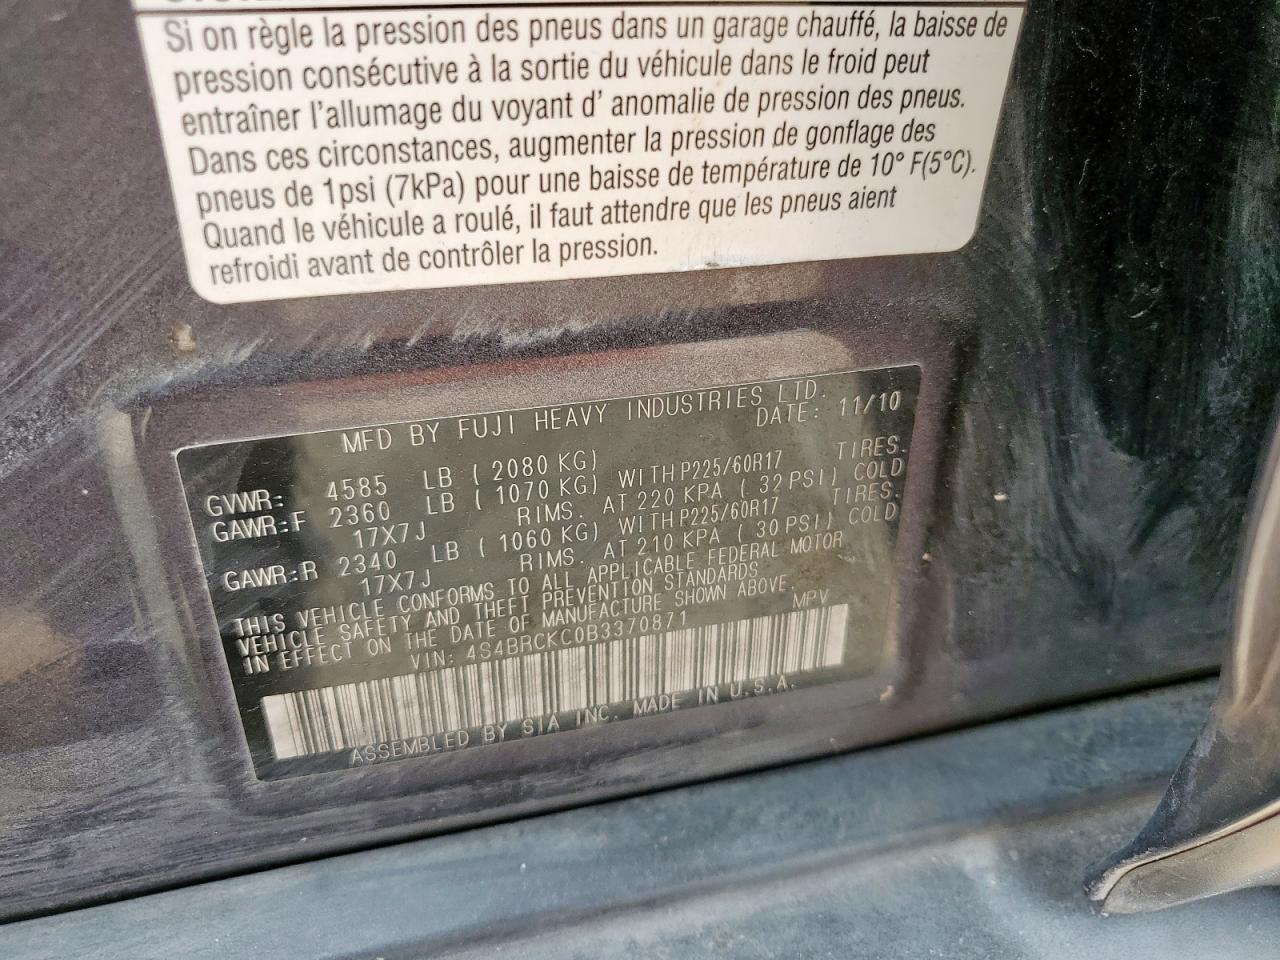 Si on règle la pression des pneus dans un garage chauffé, la baisse de
pression consécutive à la sortie du véhicule dans le froid peut
entraîner l'allumage du voyant d' anomalie de pression des pneus.
Dans ces circonstances, augmenter la pression de gonflage des
pneus de 1psi (7kPa) pour une baisse de température de 10° F(5°C).
Quand le véhicule a roulé, il faut attendre que les pneus aient
refroidi avant de contrôler la pression.
MFD BY FUJI HEAVY INDUSTRIES LTD.
DATE: 11/10
GVWR: 4585 LB ( 2080 KG)
GAWR:F 2360 LB ( 1070 KG) WITH P225/60R17 TIRES.
17X7J RIMS. AT 220 KPA ( 32 PSI) COLD
GAWR:R 2340 LB ( 1060 KG) WITH P225/60R17 TIRES.
17X7J RIMS. AT 210 KPA ( 30 PSI) COLD
THIS VEHICLE CONFORMS TO ALL APPLICABLE FEDERAL MOTOR
VEHICLE SAFETY AND THEFT PREVENTION STANDARDS
IN EFFECT ON THE DATE OF MANUFACTURE SHOWN ABOVE.
VIN: 4S4BRCKC0B3370871 MPV
ASSEMBLED BY SIA INC. MADE IN U.S.A.